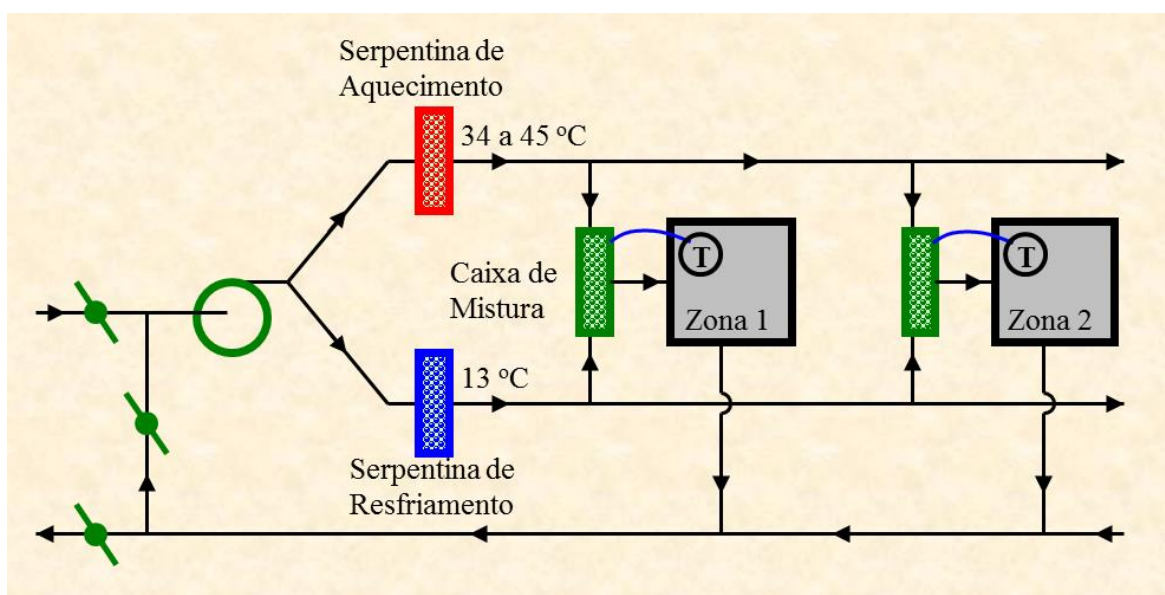 Serpentina de
Aquecimento
34 a 45 ºC
T
T
Caixa de
Mistura
Zona 1
Zona 2
13 ºC
Serpentina de
Resfriamento